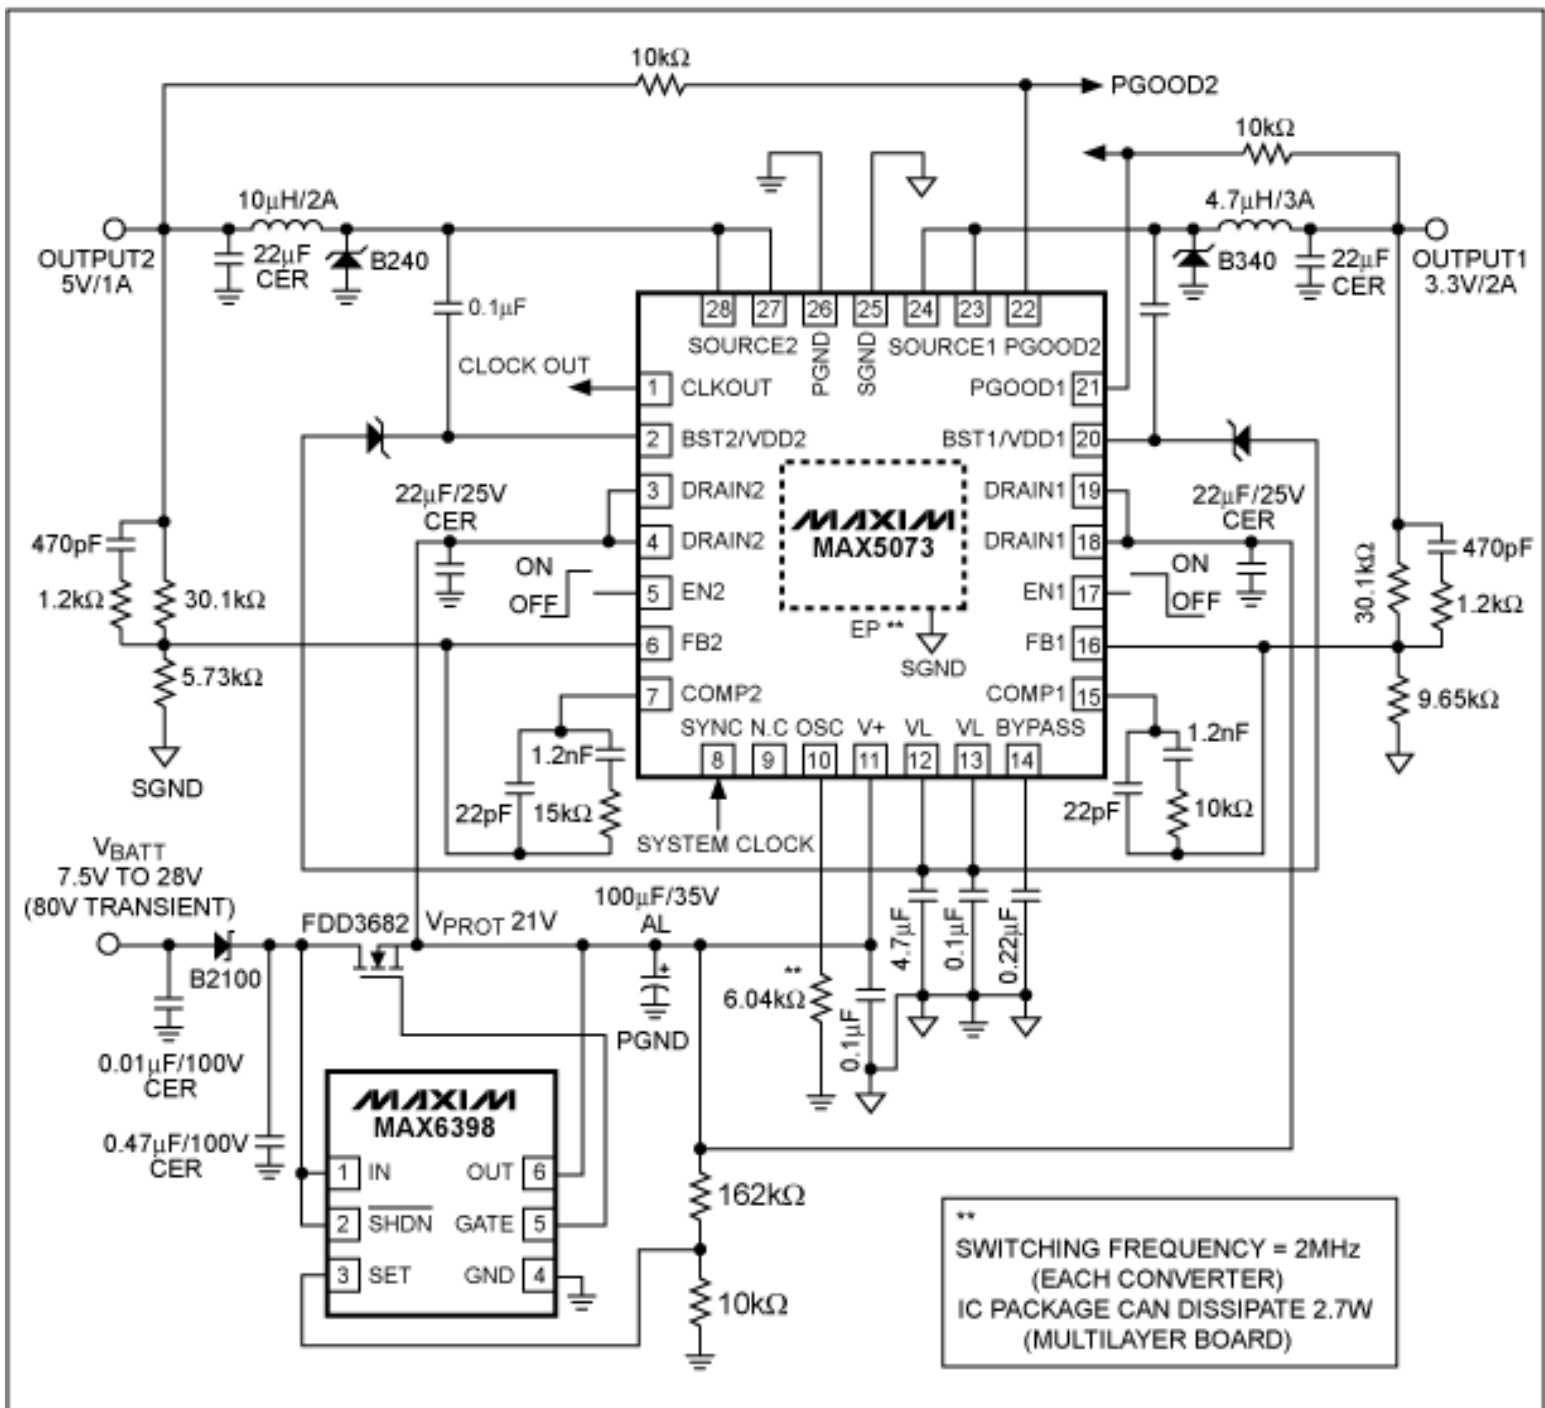 10kΩ
PGOOD2
10kΩ
10μH/2A
4.7μH/3A
OUTPUT2
5V/1A
22μF
CER
B240
B340
22μF
CER
OUTPUT1
3.3V/2A
0.1μF
28
27
26
25
24
23
22
SOURCE2
PGND
SGND
SOURCE1
PGOOD2
CLOCK OUT
1
CLKOUT
PGOOD1
21
2
BST2/VDD2
BST1/VDD1
20
22μF/25V
CER
3
DRAIN2
DRAIN1
19
22μF/25V
CER
MAXIM
MAX5073
4
DRAIN2
DRAIN1
18
470pF
1.2kΩ
30.1kΩ
ON
OFF
5
EN2
EN1
17
ON
OFF
30.1kΩ
470pF
1.2kΩ
EP **
SGND
6
FB2
FB1
16
5.73kΩ
7
COMP2
COMP1
15
9.65kΩ
SGND
SYNC
N.C
OSC
V+
VL
VL
BYPASS
8
9
10
11
12
13
14
1.2nF
22pF
15kΩ
1.2nF
22pF
10kΩ
SYSTEM CLOCK
VBATT
7.5V TO 28V
(80V TRANSIENT)
FDD3682
VPROT 21V
100μF/35V
AL
+
PGND
B2100
**
6.04kΩ
0.1μF
4.7μF
0.1μF
0.22μF
0.01μF/100V
CER
0.47μF/100V
CER
MAXIM
MAX6398
1
IN
OUT
6
2
SHDN
GATE
5
3
SET
GND
4
162kΩ
10kΩ
**
SWITCHING FREQUENCY = 2MHz
(EACH CONVERTER)
IC PACKAGE CAN DISSIPATE 2.7W
(MULTILAYER BOARD)